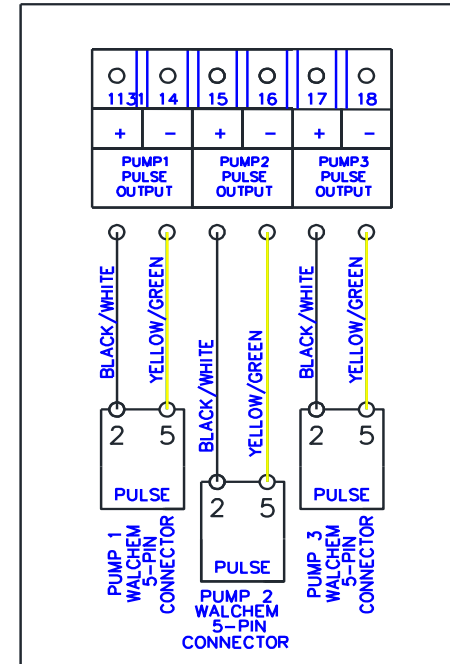 1131 14 15 16 17 18
+ - + - + -
PUMP1 PULSE OUTPUT
PUMP2 PULSE OUTPUT
PUMP3 PULSE OUTPUT
BLACK/WHITE
YELLOW/GREEN
BLACK/WHITE
YELLOW/GREEN
BLACK/WHITE
YELLOW/GREEN
2 5
PULSE
PUMP 1
WALCHEM
5-PIN
CONNECTOR
2 5
PULSE
PUMP 2
WALCHEM
5-PIN
CONNECTOR
2 5
PULSE
PUMP 3
WALCHEM
5-PIN
CONNECTOR